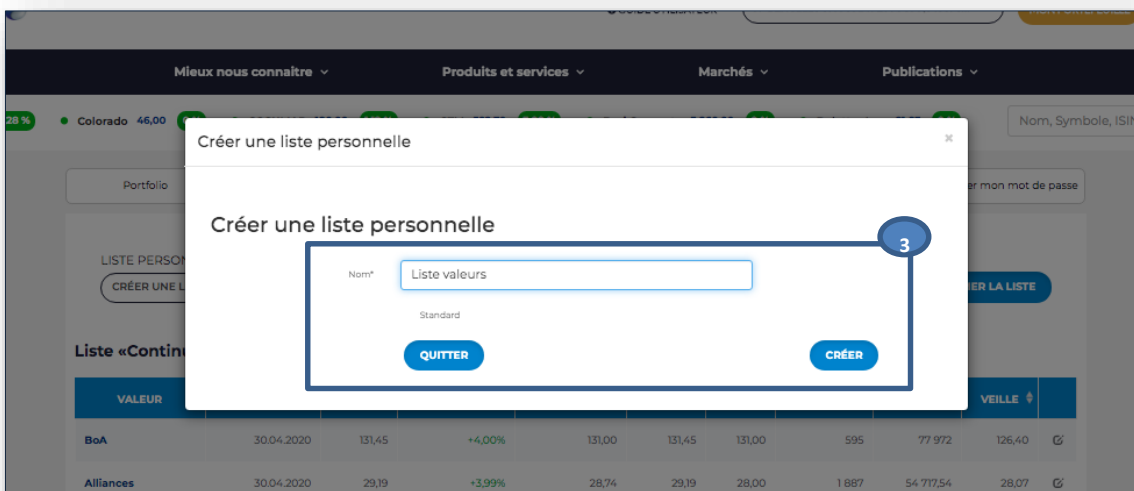 GUIDE UTILISATEUR
Mieux nous connaitre Produits et services Marchés Publications
28 % Colorado 46,00 Nom, Symbole, ISIN
Créer une liste personnelle ×
Portfolio er mon mot de passe
Créer une liste personnelle
3
LISTE PERSON
Nom* Liste valeurs
CRÉER UNE L IER LA LISTE
Standard
Liste «Contin QUITTER CRÉER
VALEUR VEILLE
BoA 30.04.2020 131,45 +4,00% 131,00 131,45 131,00 595 77 972 126,40
Alliances 30.04.2020 29,19 +3,99% 28,74 29,19 28,00 1 887 54 717,54 28,07